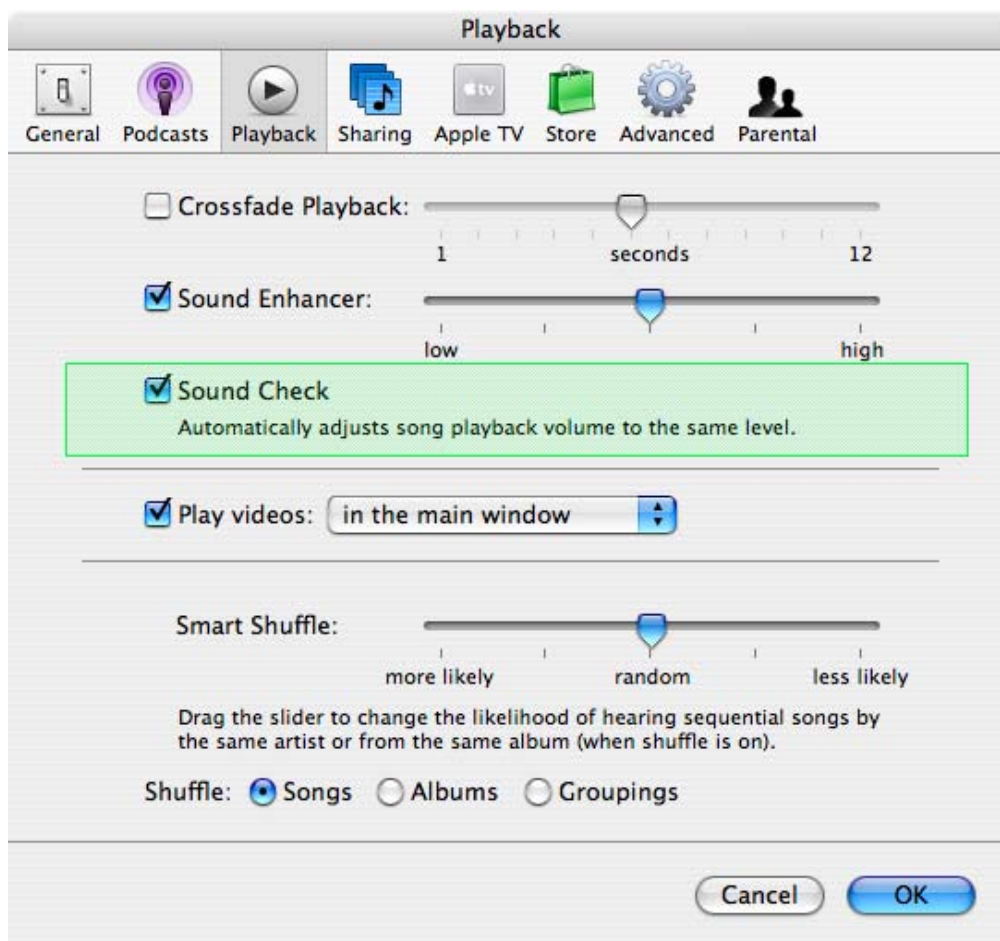 Playback
General Podcasts Playback Sharing Apple TV Store Advanced Parental
tv
Crossfade Playback:
1 seconds 12
Sound Enhancer:
low high
Sound Check
Automatically adjusts song playback volume to the same level.
Play videos: in the main window
Smart Shuffle:
more likely random less likely
Drag the slider to change the likelihood of hearing sequential songs by
the same artist or from the same album (when shuffle is on).
Shuffle: Songs Albums Groupings
Cancel OK